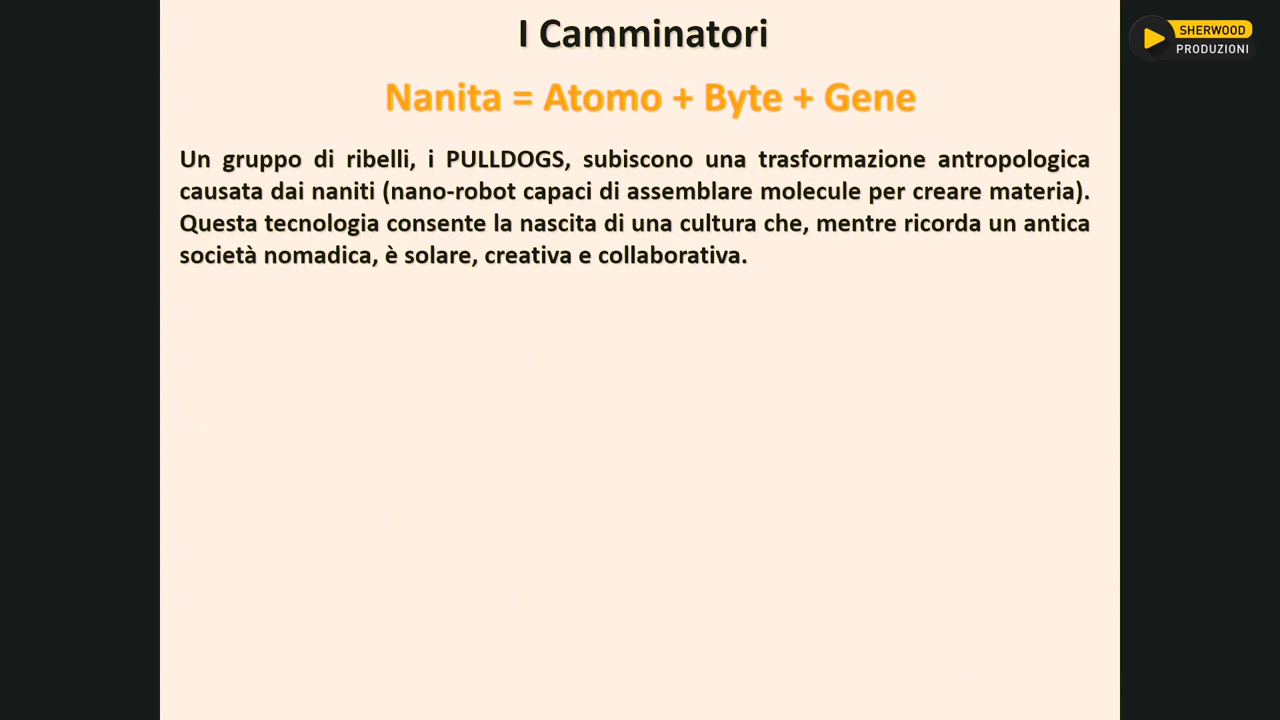 I Camminatori
SHERWOOD
PRODUZIONI
Nanita = Atomo + Byte + Gene
Un gruppo di ribelli, i PULLDOGS, subiscono una trasformazione antropologica
causata dai naniti (nano-robot capaci di assemblare molecule per creare materia).
Questa tecnologia consente la nascita di una cultura che, mentre ricorda un antica
società nomadica, è solare, creativa e collaborativa.